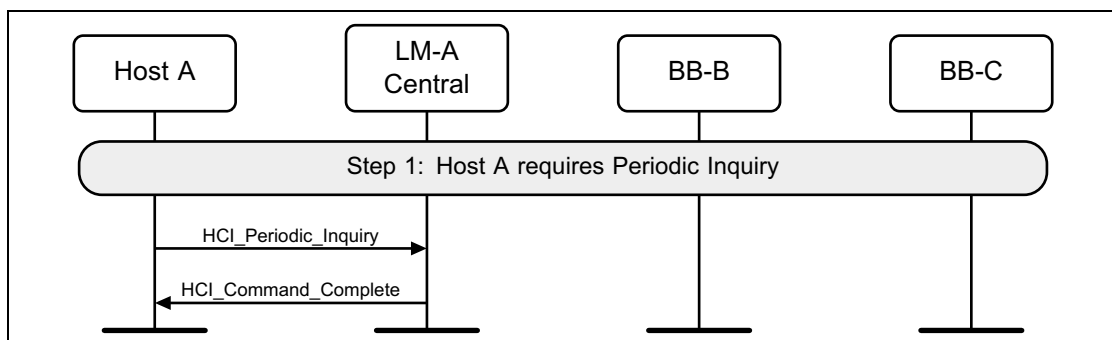 Host A
LM-A
Central
BB-B
BB-C
Step 1: Host A requires Periodic Inquiry
HCI_Periodic_Inquiry
HCI_Command_Complete